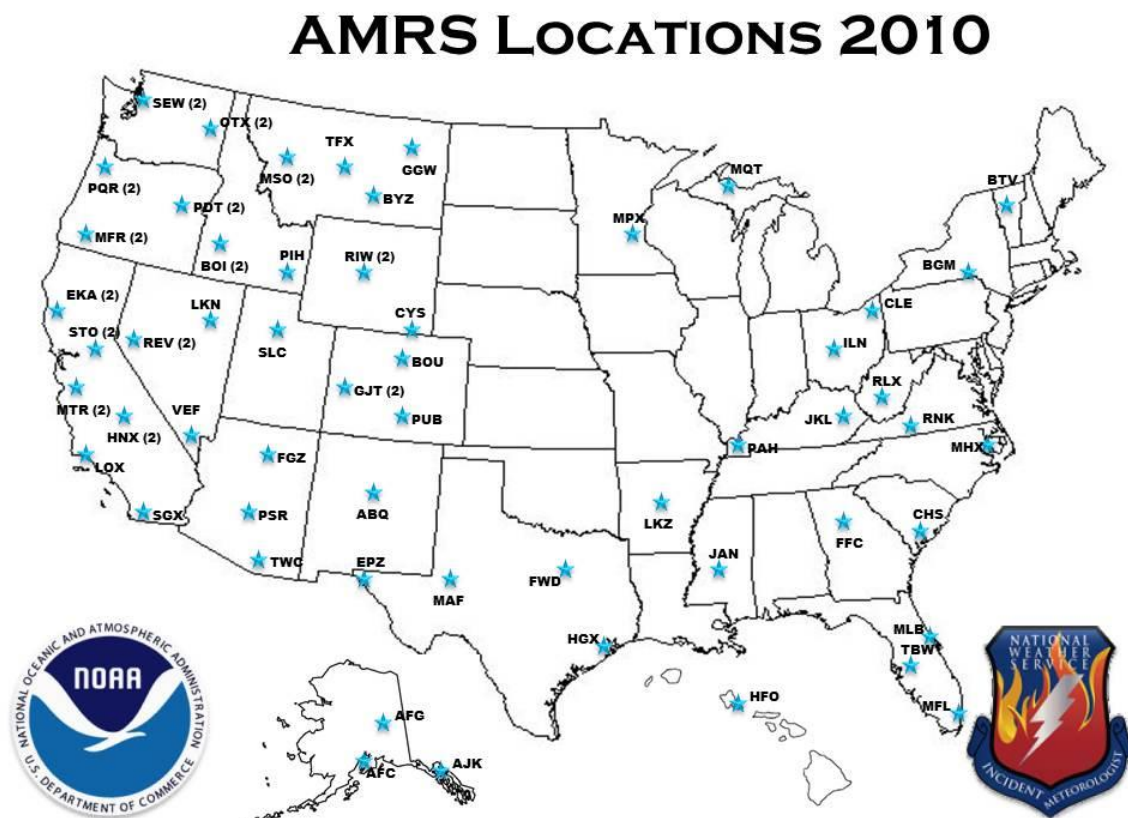 AMRS LOCATIONS 2010
SEW (2)
OTX (2)
TFX
GGW
MSO (2)
PQR (2)
BYZ
PDT (2)
MFR (2)
BOI (2)
PIH
RIW (2)
MQT
MPX
BTV
BGM
EKA (2)
LKN
CYS
CLE
STO (2)
REV (2)
SLC
BOU
ILN
GJT (2)
RLX
MTR (2)
VEF
PUB
JKL
RNK
HNX (2)
PAH
MHX
LOX
FGZ
SGX
PSR
ABQ
LKZ
CHS
FFC
TWC
EPZ
MAF
FWD
JAN
HGX
MLB
TBW
MFL
HFO
AFG
AFC
AJK
NATIONAL OCEANIC AND ATMOSPHERIC ADMINISTRATION
NOAA
U.S. DEPARTMENT OF COMMERCE
NATIONAL
WEATHER
SERVICE
INCIDENT METEOROLOGIST